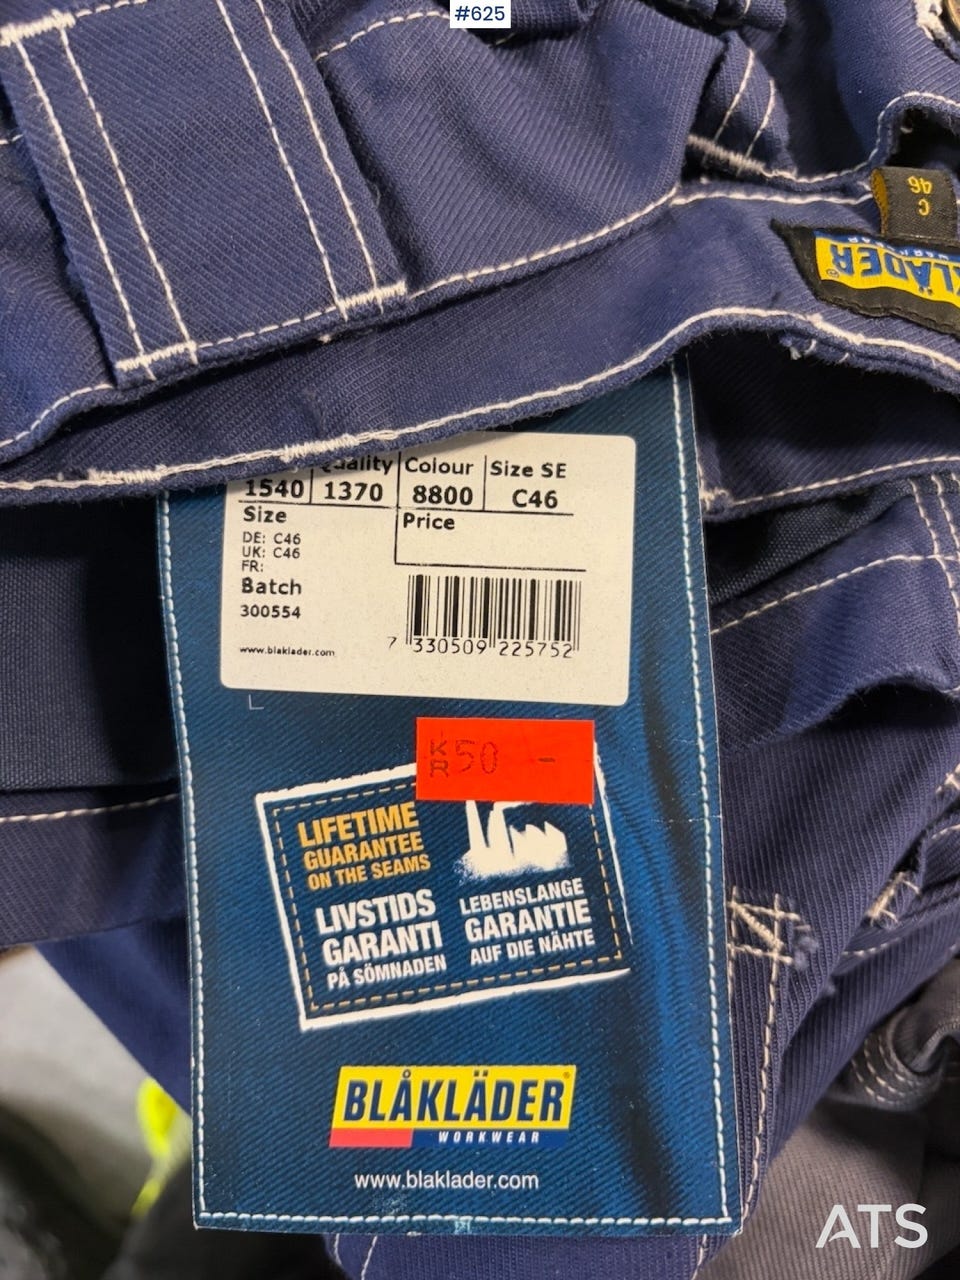 #625
C
46
KLÄDER
Quality Colour Size SE
1540 1370 8800 C46
Size Price
DE: C46
UK: C46
FR:
Batch
300554
www.blaklader.com
7 330509 225752
KR 50 -
LIFETIME
GUARANTEE
ON THE SEAMS
LIVSTIDS
GARANTI
PÅ SÖMNADEN
LEBENSLANGE
GARANTIE
AUF DIE NÄHTE
BLÅKLÄDER®
WORKWEAR
www.blaklader.com
ATS